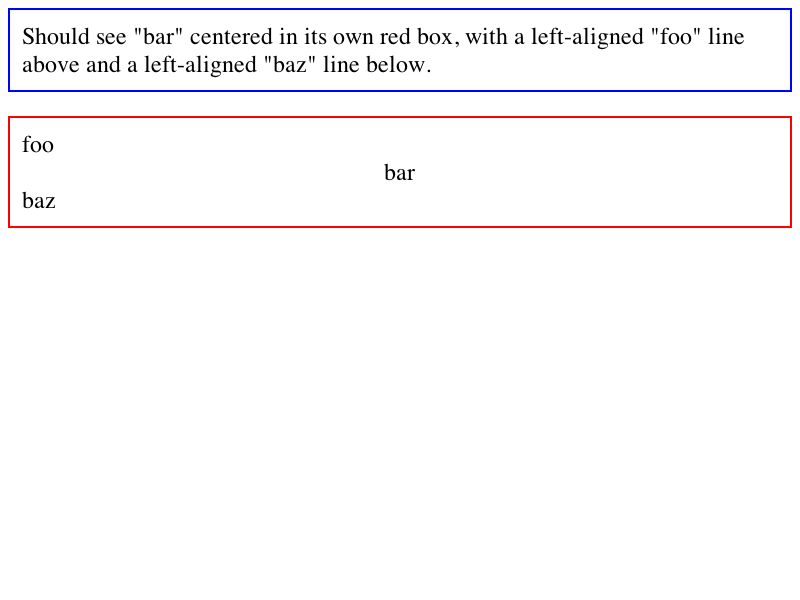 Should see "bar" centered in its own red box, with a left-aligned "foo" line
above and a left-aligned "baz" line below.
foo
bar
baz